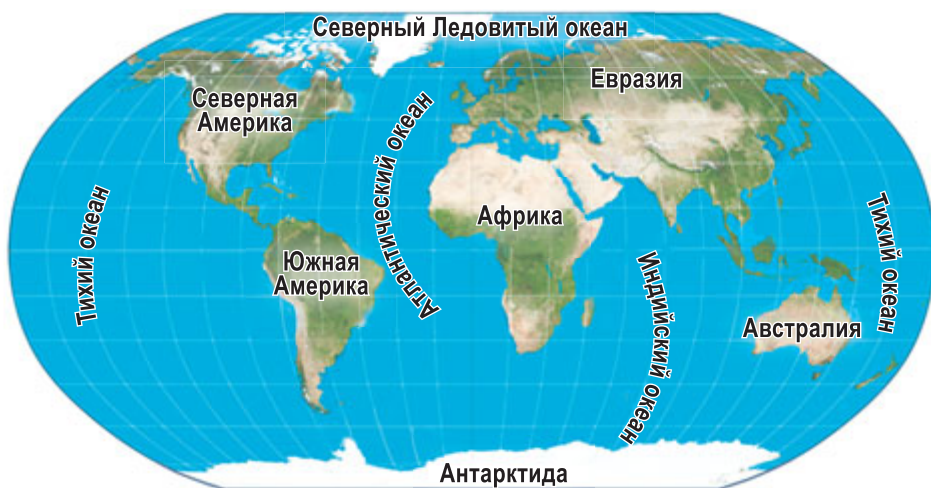 Северный Ледовитый океан
Евразия
Северная
Америка
Атлантический океан
Тихий океан
Африка
Тихий океан
Южная
Америка
Индийский океан
Австралия
Антарктида